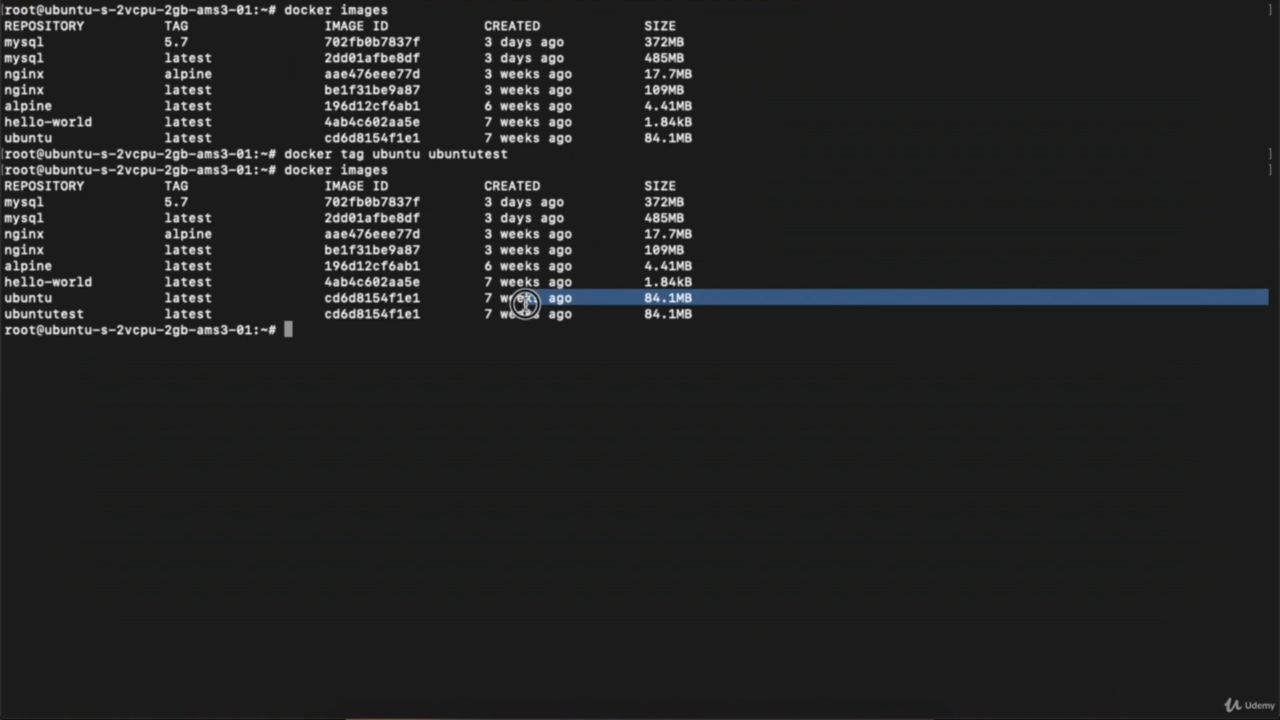 [root@ubuntu-s-2vcpu-2gb-ams3-01:~# docker images ]
REPOSITORY TAG IMAGE ID CREATED SIZE
mysql 5.7 702fb0b7837f 3 days ago 372MB
mysql latest 2dd01afbe8df 3 days ago 485MB
nginx alpine aae476eee77d 3 weeks ago 17.7MB
nginx latest be1f31be9a87 3 weeks ago 109MB
alpine latest 196d12cf6ab1 6 weeks ago 4.41MB
hello-world latest 4ab4c602aa5e 7 weeks ago 1.84kB
ubuntu latest cd6d8154f1e1 7 weeks ago 84.1MB
[root@ubuntu-s-2vcpu-2gb-ams3-01:~# docker tag ubuntu ubuntutest ]
[root@ubuntu-s-2vcpu-2gb-ams3-01:~# docker images ]
REPOSITORY TAG IMAGE ID CREATED SIZE
mysql 5.7 702fb0b7837f 3 days ago 372MB
mysql latest 2dd01afbe8df 3 days ago 485MB
nginx alpine aae476eee77d 3 weeks ago 17.7MB
nginx latest be1f31be9a87 3 weeks ago 109MB
alpine latest 196d12cf6ab1 6 weeks ago 4.41MB
hello-world latest 4ab4c602aa5e 7 weeks ago 1.84kB
ubuntu latest cd6d8154f1e1 7 weeks ago 84.1MB
ubuntutest latest cd6d8154f1e1 7 weeks ago 84.1MB
root@ubuntu-s-2vcpu-2gb-ams3-01:~#
Udemy